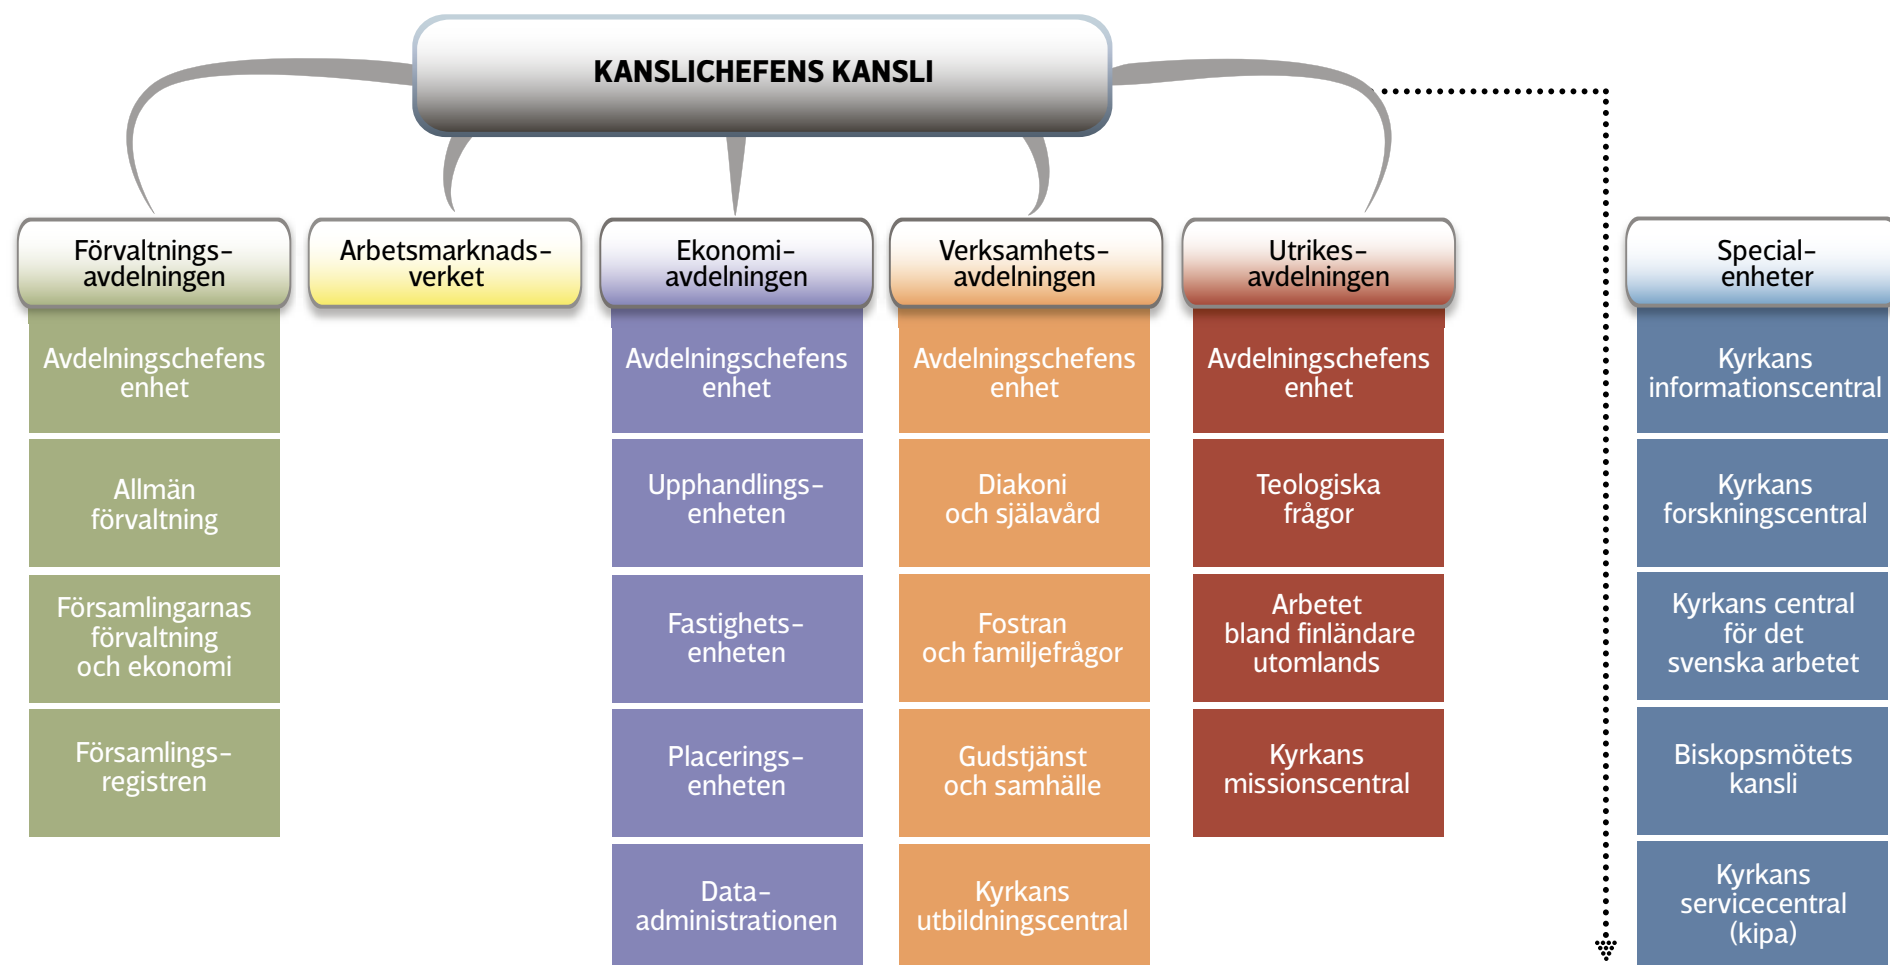 KANSLICHEFENS KANSLI
Förvaltnings-
avdelningen
Avdelningschefens
enhet
Allmän
förvaltning
Församlingarnas
förvaltning
och ekonomi
Församlings-
registren
Arbetsmarknads-
verket
Ekonomi-
avdelningen
Avdelningschefens
enhet
Upphandlings-
enheten
Fastighets-
enheten
Placerings-
enheten
Data-
administrationen
Verksamhets-
avdelningen
Avdelningschefens
enhet
Diakoni
och själavård
Fostran
och familjefrågor
Gudstjänst
och samhälle
Kyrkans
utbildningscentral
Utrikes-
avdelningen
Avdelningschefens
enhet
Teologiska
frågor
Arbetet
bland finländare
utomlands
Kyrkans
missionscentral
Special-
enheter
Kyrkans
informationscentral
Kyrkans
forskningscentral
Kyrkans central
för det
svenska arbetet
Biskopsmötets
kansli
Kyrkans
servicecentral
(kipa)